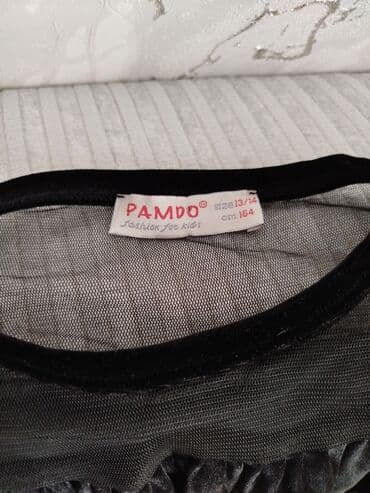 PAMDO® SIZE 13/14
fashion for kids cm 164